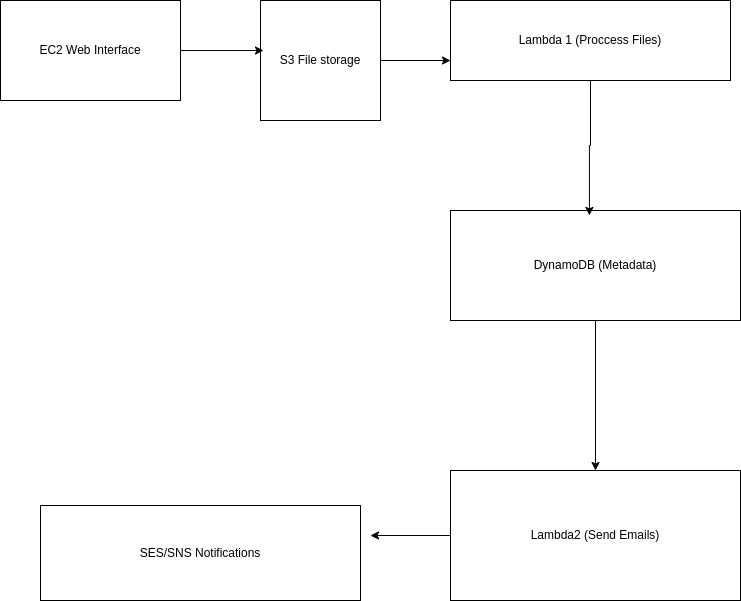 EC2 Web Interface
S3 File storage
Lambda 1 (Proccess Files)
DynamoDB (Metadata)
Lambda2 (Send Emails)
SES/SNS Notifications